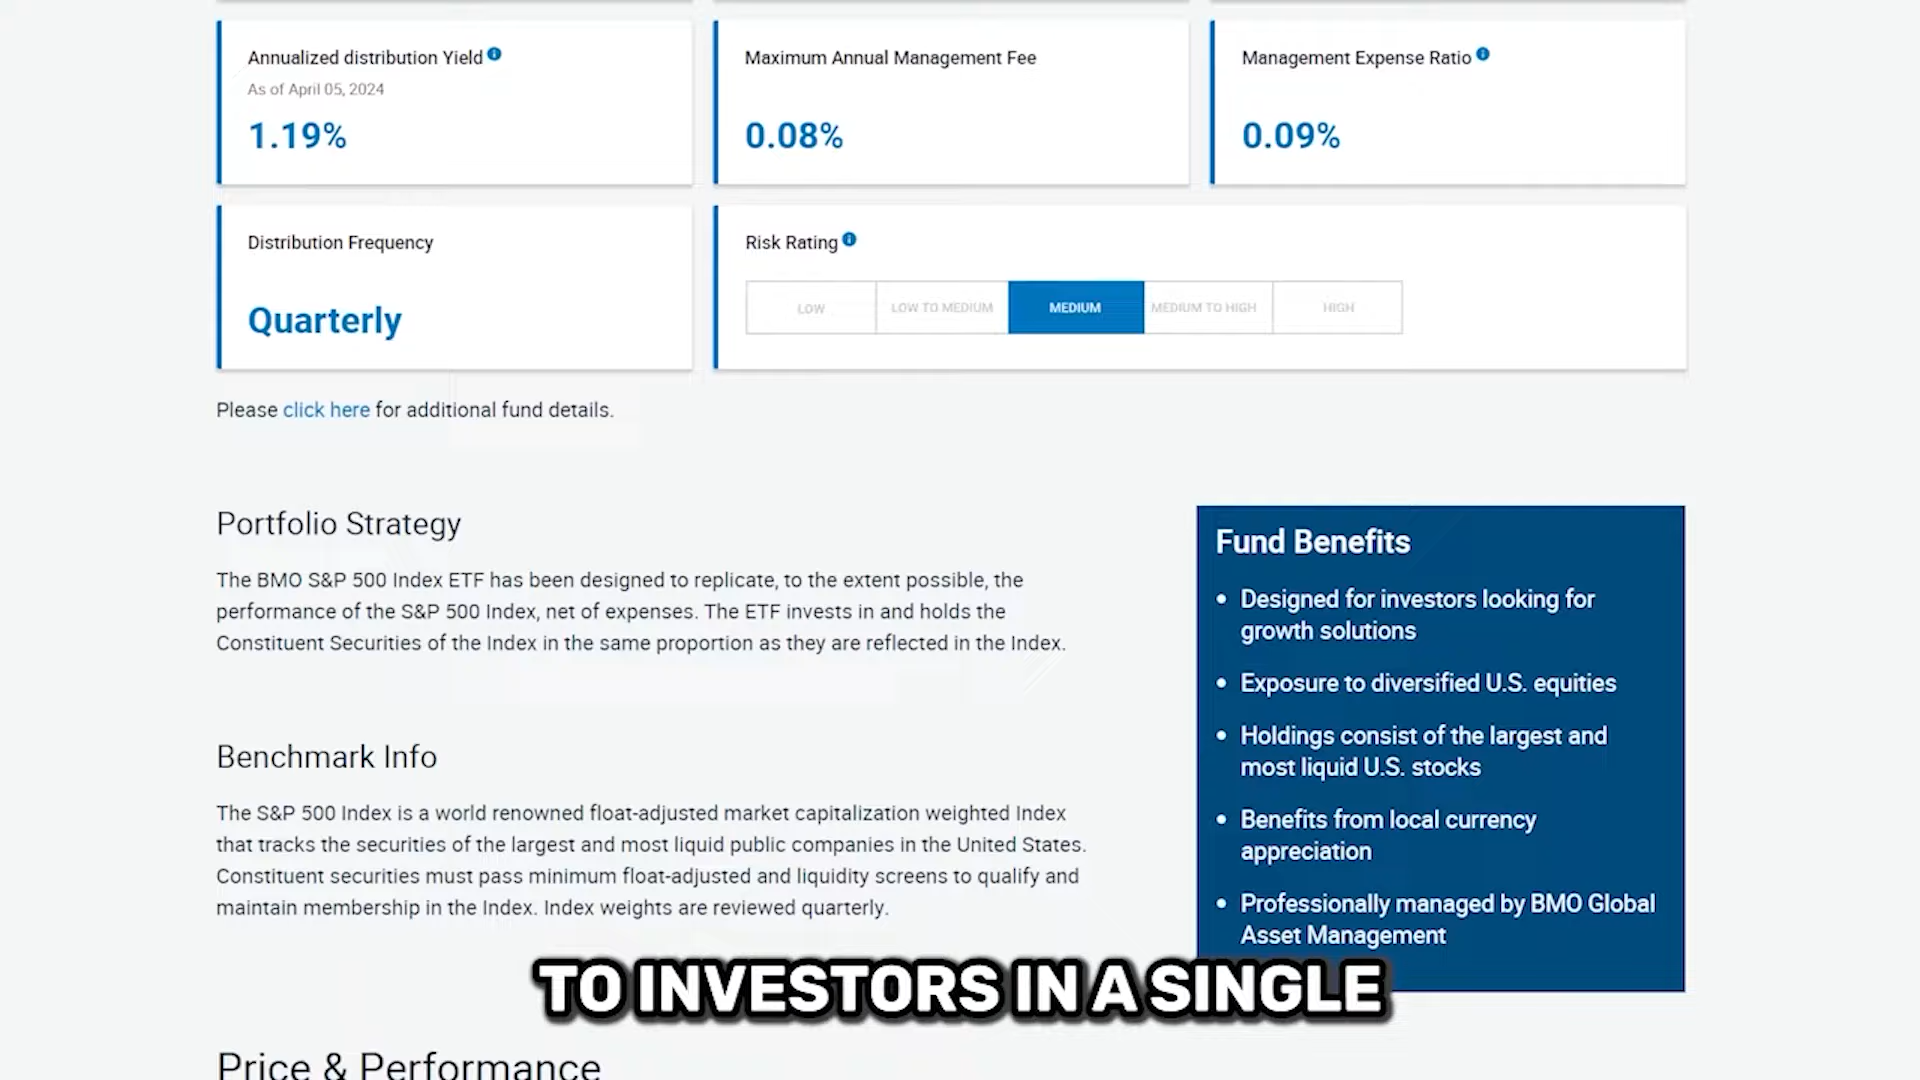 Annualized distribution Yield
As of April 05, 2024
1.19%
Maximum Annual Management Fee
0.08%
Management Expense Ratio
0.09%
Distribution Frequency
Quarterly
Risk Rating
LOW
LOW TO MEDIUM
MEDIUM
MEDIUM TO HIGH
HIGH
Please click here for additional fund details.
Portfolio Strategy
The BMO S&P 500 Index ETF has been designed to replicate, to the extent possible, the
performance of the S&P 500 Index, net of expenses. The ETF invests in and holds the
Constituent Securities of the Index in the same proportion as they are reflected in the Index.
Benchmark Info
The S&P 500 Index is a world renowned float-adjusted market capitalization weighted Index
that tracks the securities of the largest and most liquid public companies in the United States.
Constituent securities must pass minimum float-adjusted and liquidity screens to qualify and
maintain membership in the Index. Index weights are reviewed quarterly.
Fund Benefits
• Designed for investors looking for
growth solutions
• Exposure to diversified U.S. equities
• Holdings consist of the largest and
most liquid U.S. stocks
• Benefits from local currency
appreciation
• Professionally managed by BMO Global
Asset Management
TO INVESTORS IN A SINGLE
Price & Performance